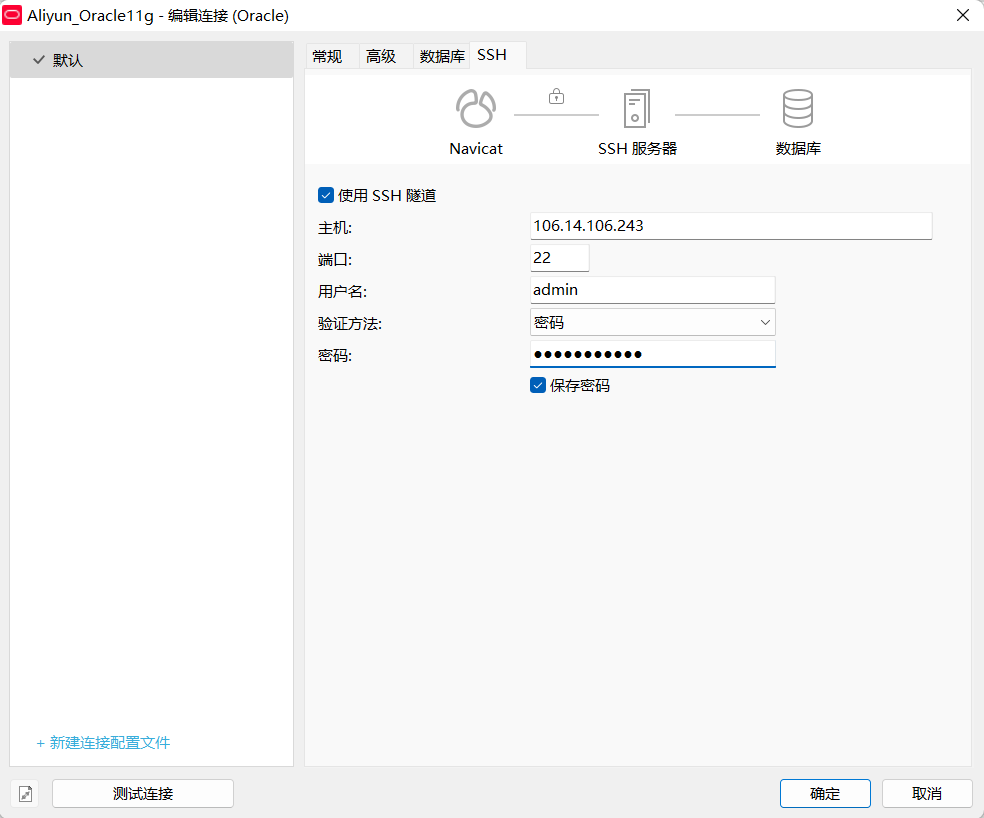 Aliyun_Oracle11g - 编辑连接 (Oracle)
默认
常规 高级 数据库 SSH
Navicat SSH 服务器 数据库
使用 SSH 隧道
主机: 106.14.106.243
端口: 22
用户名: admin
验证方法: 密码
密码: ●●●●●●●●●●●
保存密码
+ 新建连接配置文件
测试连接 确定 取消